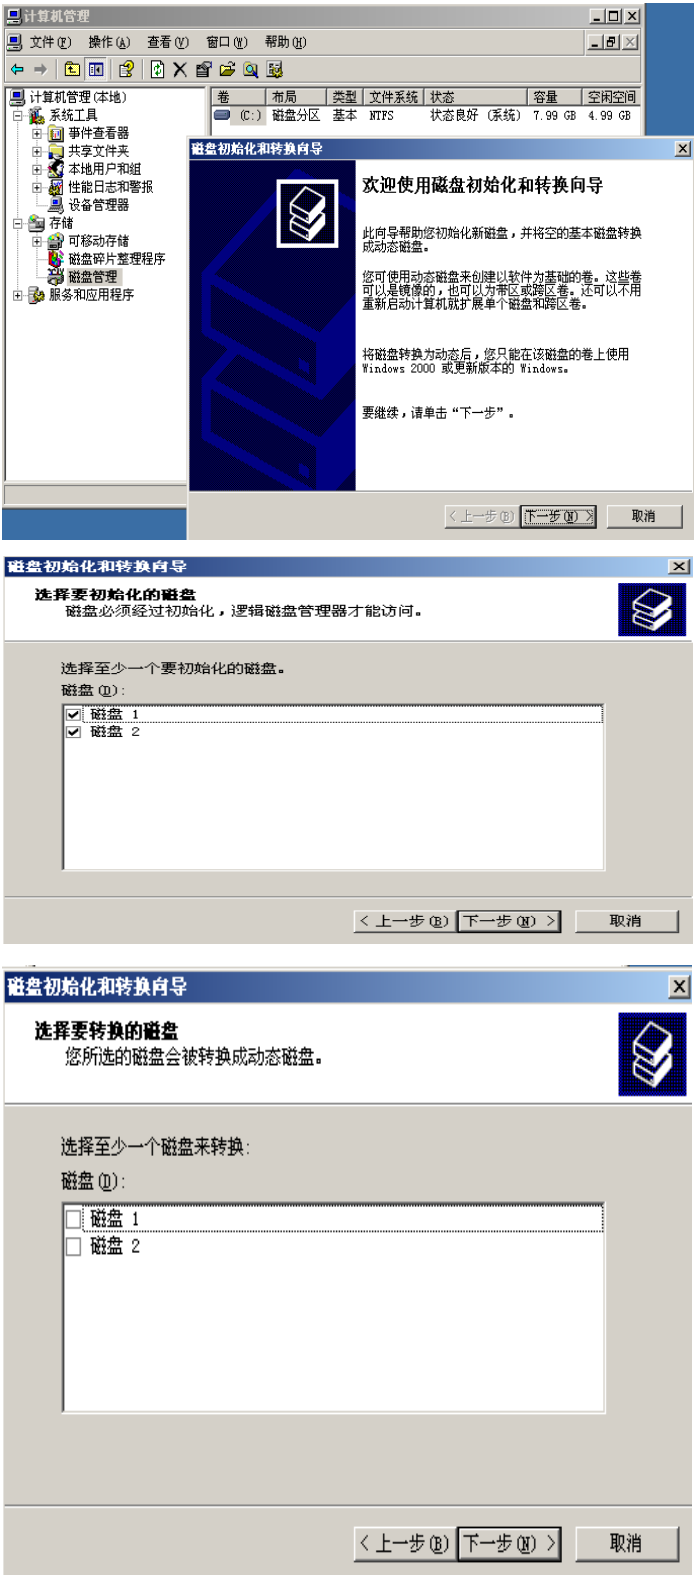 计算机管理
文件(F) 操作(A) 查看(V) 窗口(W) 帮助(H)
计算机管理(本地)
系统工具
事件查看器
共享文件夹
本地用户和组
性能日志和警报
设备管理器
存储
可移动存储
磁盘碎片整理程序
磁盘管理
服务和应用程序
卷 布局 类型 文件系统 状态 容量 空闲空间
(C:) 磁盘分区 基本 NTFS 状态良好 (系统) 7.99 GB 4.99 GB
磁盘初始化和转换向导
欢迎使用磁盘初始化和转换向导
此向导帮助您初始化新磁盘，并将空的基本磁盘转换
成动态磁盘。
您可使用动态磁盘来创建以软件为基础的卷。这些卷
可以是镜像的，也可以为带区或跨区卷。还可以不用
重新启动计算机就扩展单个磁盘和跨区卷。
将磁盘转换为动态后，您只能在该磁盘的卷上使用
Windows 2000 或更新版本的 Windows。
要继续，请单击“下一步”。
< 上一步(B) 下一步(N) > 取消
磁盘初始化和转换向导
选择要初始化的磁盘
磁盘必须经过初始化，逻辑磁盘管理器才能访问。
选择至少一个要初始化的磁盘。
磁盘(D):
磁盘 1
磁盘 2
< 上一步(B) 下一步(N) > 取消
磁盘初始化和转换向导
选择要转换的磁盘
您所选的磁盘会被转换成动态磁盘。
选择至少一个磁盘来转换:
磁盘(D):
磁盘 1
磁盘 2
< 上一步(B) 下一步(N) > 取消